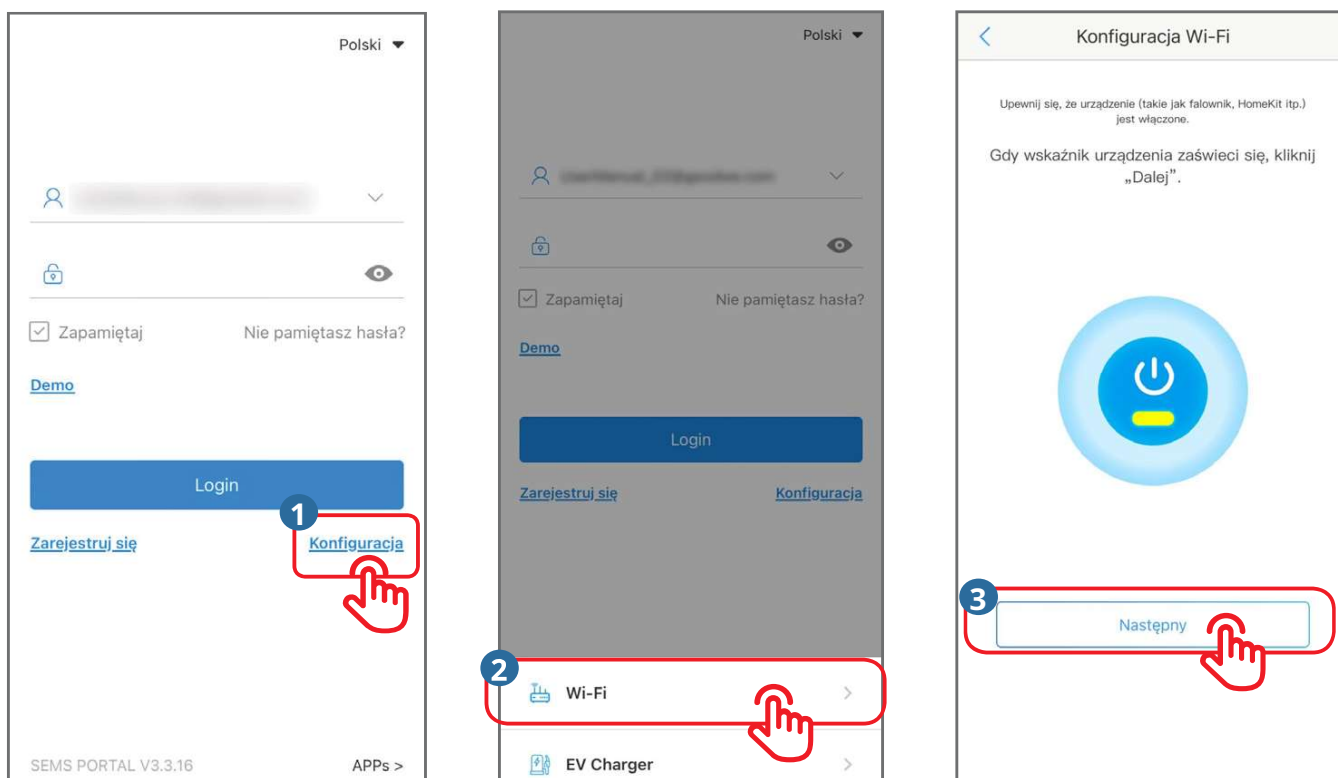 Polski
Zapamiętaj
Nie pamiętasz hasła?
Demo
Login
1
Zarejestruj się
Konfiguracja
SEMS PORTAL V3.3.16
APPs >
Polski
Zapamiętaj
Nie pamiętasz hasła?
Demo
Login
Zarejestruj się
Konfiguracja
2
Wi-Fi
EV Charger
Konfiguracja Wi-Fi
Upewnij się, że urządzenie (takie jak falownik, HomeKit itp.)
jest włączone.
Gdy wskaźnik urządzenia zaświeci się, kliknij
„Dalej”.
3
Następny